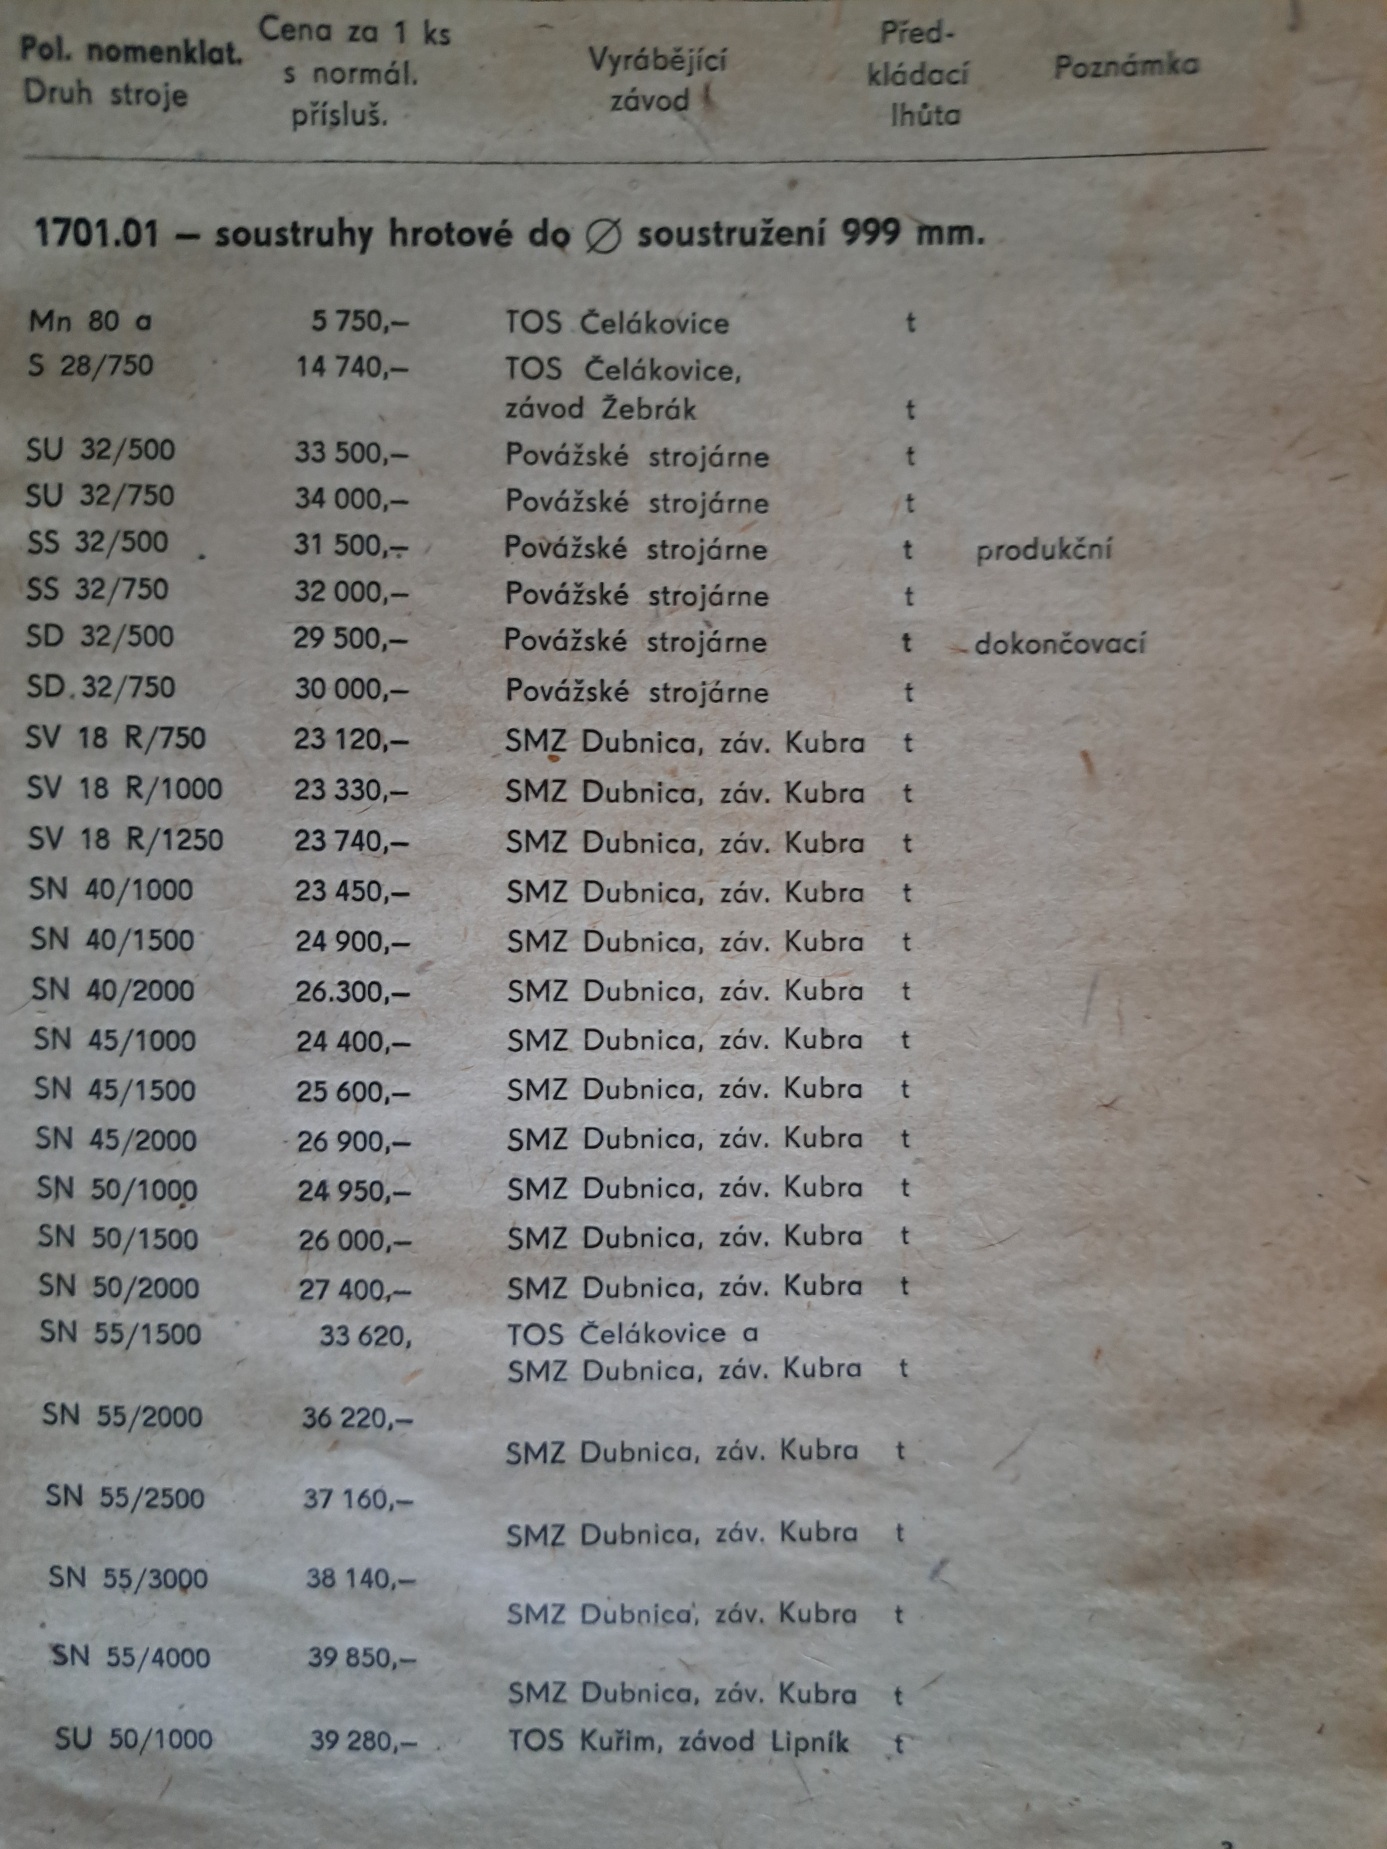 Pol. nomenklat.
Druh stroje
Cena za 1 ks
s normál.
přísluš.
Vyrábějící
závod
Před-
kládací
lhůta
Poznámka
1701.01 – soustruhy hrotové do ∅ soustružení 999 mm.
Mn 80 a 5 750,– TOS Čelákovice t
S 28/750 14 740,– TOS Čelákovice,
závod Žebrák t
SU 32/500 33 500,– Povážské strojárne t
SU 32/750 34 000,– Povážské strojárne t
SS 32/500 31 500,– Povážské strojárne t produkční
SS 32/750 32 000,– Povážské strojárne t
SD 32/500 29 500,– Povážské strojárne t dokončovací
SD 32/750 30 000,– Povážské strojárne t
SV 18 R/750 23 120,– SMZ Dubnica, záv. Kubra t
SV 18 R/1000 23 330,– SMZ Dubnica, záv. Kubra t
SV 18 R/1250 23 740,– SMZ Dubnica, záv. Kubra t
SN 40/1000 23 450,– SMZ Dubnica, záv. Kubra t
SN 40/1500 24 900,– SMZ Dubnica, záv. Kubra t
SN 40/2000 26.300,– SMZ Dubnica, záv. Kubra t
SN 45/1000 24 400,– SMZ Dubnica, záv. Kubra t
SN 45/1500 25 600,– SMZ Dubnica, záv. Kubra t
SN 45/2000 26 900,– SMZ Dubnica, záv. Kubra t
SN 50/1000 24 950,– SMZ Dubnica, záv. Kubra t
SN 50/1500 26 000,– SMZ Dubnica, záv. Kubra t
SN 50/2000 27 400,– SMZ Dubnica, záv. Kubra t
SN 55/1500 33 620, TOS Čelákovice a
SMZ Dubnica, záv. Kubra t
SN 55/2000 36 220,–
SMZ Dubnica, záv. Kubra t
SN 55/2500 37 160,–
SMZ Dubnica, záv. Kubra t
SN 55/3000 38 140,–
SMZ Dubnica, záv. Kubra t
SN 55/4000 39 850,–
SMZ Dubnica, záv. Kubra t
SU 50/1000 39 280,– TOS Kuřim, závod Lipník t